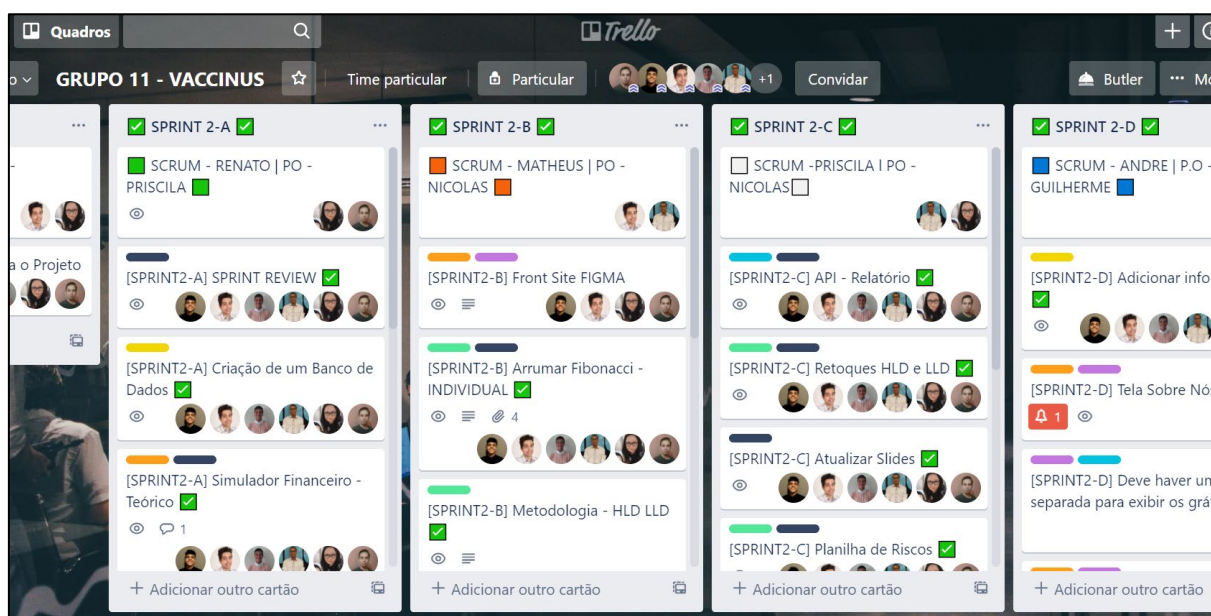 Quadros
Trello
GRUPO 11 - VACCINUS
Time particular
Particular
+1
Convidar
Butler
a o Projeto
SPRINT 2-A
SCRUM - RENATO | PO -
PRISCILA
[SPRINT2-A] SPRINT REVIEW
[SPRINT2-A] Criação de um Banco de
Dados
[SPRINT2-A] Simulador Financeiro -
Teórico
1
+ Adicionar outro cartão
SPRINT 2-B
SCRUM - MATHEUS | PO -
NICOLAS
[SPRINT2-B] Front Site FIGMA
[SPRINT2-B] Arrumar Fibonacci -
INDIVIDUAL
4
[SPRINT2-B] Metodologia - HLD LLD
+ Adicionar outro cartão
SPRINT 2-C
SCRUM -PRISCILA l PO -
NICOLAS
[SPRINT2-C] API - Relatório
[SPRINT2-C] Retoques HLD e LLD
[SPRINT2-C] Atualizar Slides
[SPRINT2-C] Planilha de Riscos
+ Adicionar outro cartão
SPRINT 2-D
SCRUM - ANDRE | P.O -
GUILHERME
[SPRINT2-D] Adicionar info
[SPRINT2-D] Tela Sobre Nós
1
[SPRINT2-D] Deve haver un
separada para exibir os grá
+ Adicionar outro cartão